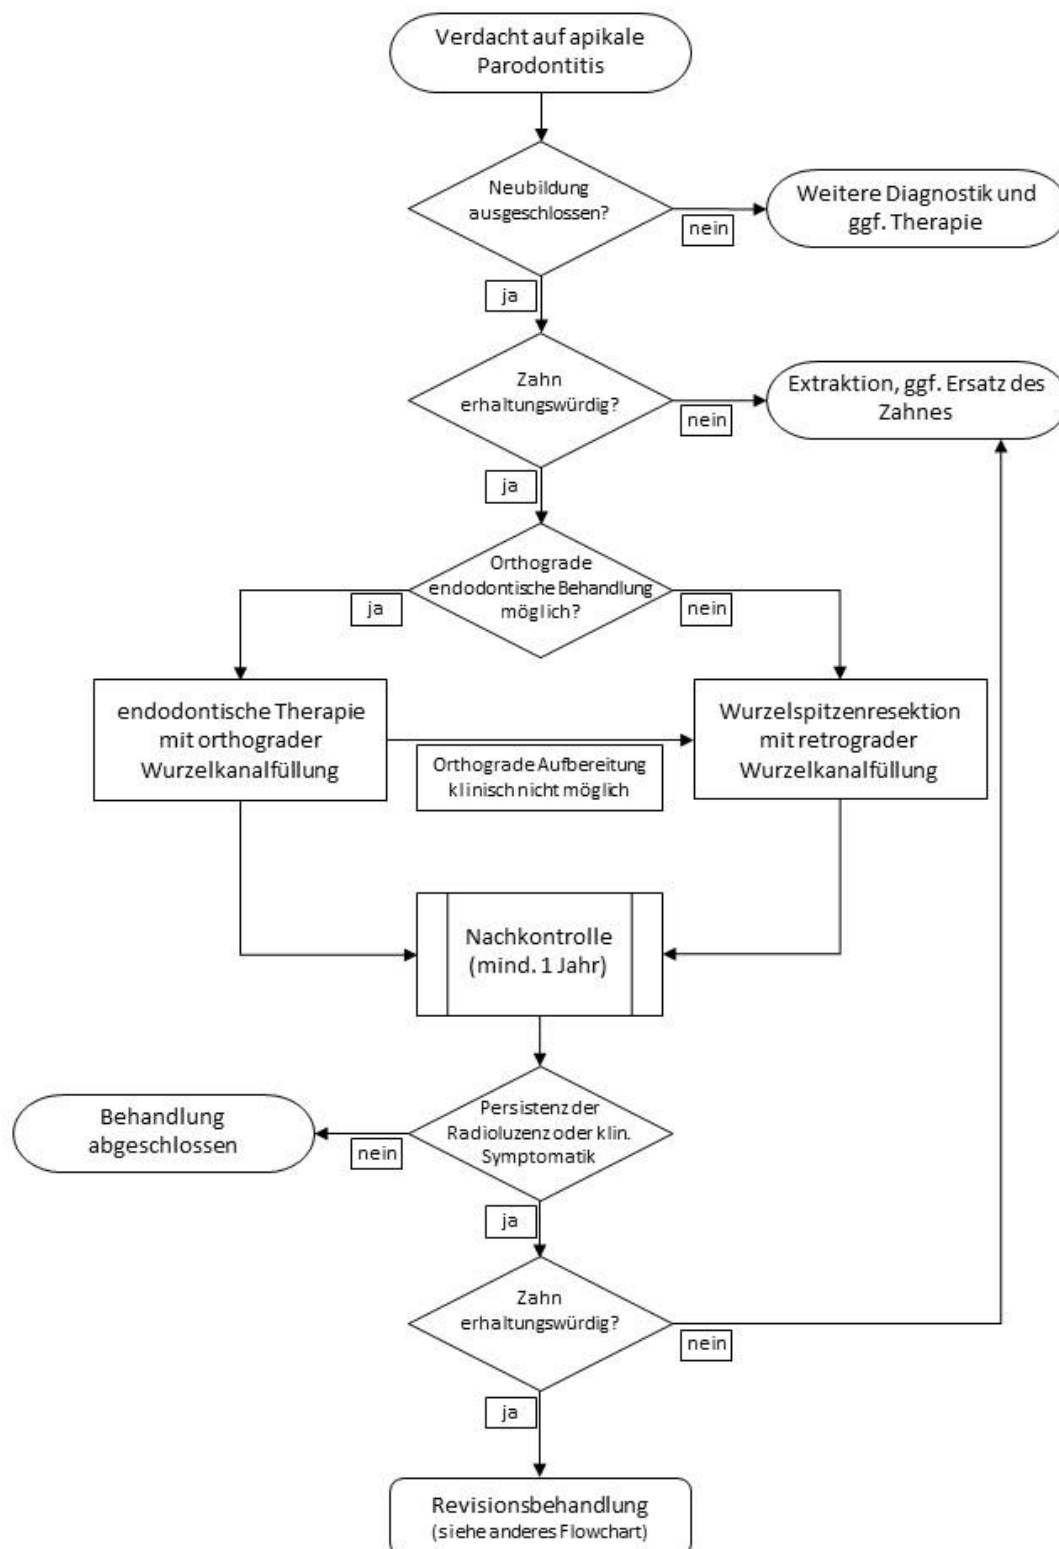 Verdacht auf apikale
Parodontitis
Neubildung
ausgeschlossen?
nein
Weitere Diagnostik und
ggf. Therapie
ja
Zahn
erhaltungswürdig?
nein
Extraktion, ggf. Ersatz des
Zahnes
ja
Orthograde
endodontische Behandlung
möglich?
ja
nein
endodontische Therapie
mit orthograder
Wurzelkanalfüllung
Orthograde Aufbereitung
klinisch nicht möglich
Wurzelspitzenresektion
mit retrograder
Wurzelkanalfüllung
Nachkontrolle
(mind. 1 Jahr)
Persistenz der
Radioluzenz oder klin.
Symptomatik
nein
Behandlung
abgeschlossen
ja
Zahn
erhaltungswürdig?
nein
ja
Revisionsbehandlung
(siehe anderes Flowchart)